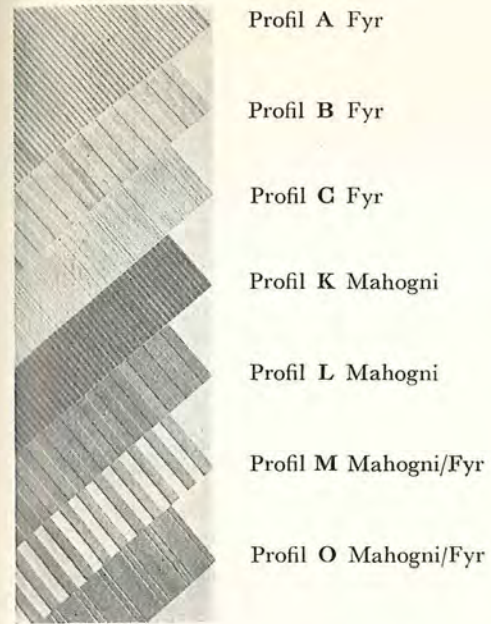 Profil A Fyr
Profil B Fyr
Profil C Fyr
Profil K Mahogni
Profil L Mahogni
Profil M Mahogni/Fyr
Profil O Mahogni/Fyr